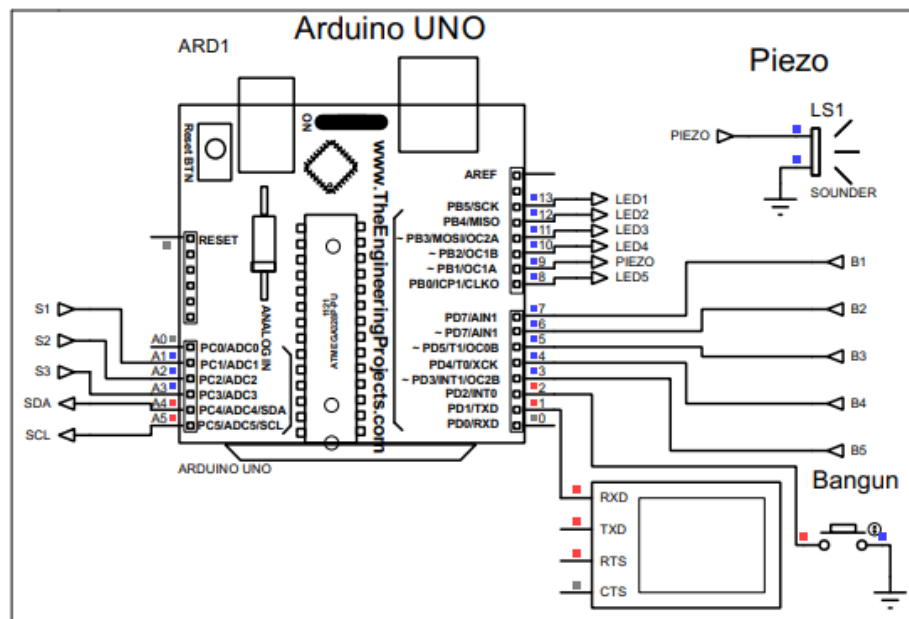 Arduino UNO
ARD1
Piezo
LS1
PIEZO
SOUNDER
Reset BTN
ON
www.TheEngineeringProjects.com
ANALOG IN
AREF
RESET
PB5/SCK 13 LED1
PB4/MISO 12 LED2
~ PB3/MOSI/OC2A 11 LED3
~ PB2/OC1B 10 LED4
~ PB1/OC1A 9 PIEZO
PB0/ICP1/CLKO 8 LED5
PD7/AIN1 7 B1
~ PD7/AIN1 6 B2
~ PD5/T1/OC0B 5 B3
PD4/T0/XCK 4 B4
~ PD3/INT1/OC2B 3 B5
PD2/INT0 2
PD1/TXD 1
PD0/RXD 0
A0 PC0/ADC0
S1 A1 PC1/ADC1
S2 A2 PC2/ADC2
S3 A3 PC3/ADC3
SDA A4 PC4/ADC4/SDA
SCL A5 PC5/ADC5/SCL
ARDUINO UNO
Bangun
RXD
TXD
RTS
CTS